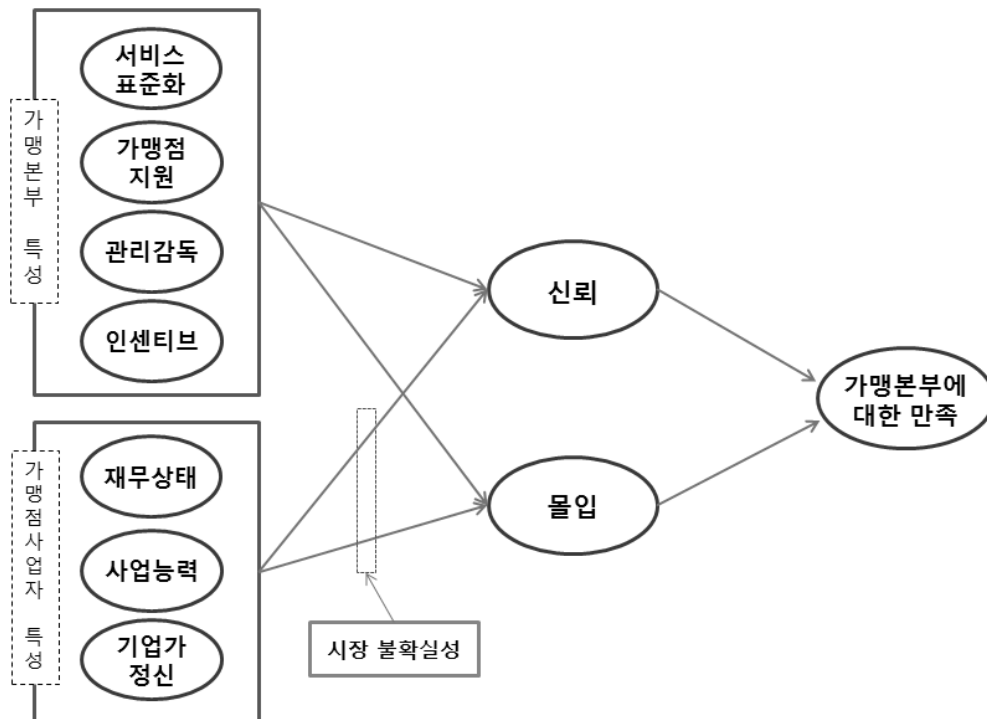 가맹본부 특성
서비스
표준화
가맹점
지원
관리감독
인센티브
신뢰
가맹본부에
대한 만족
가맹점사업자 특성
재무상태
사업능력
기업가
정신
몰입
시장 불확실성